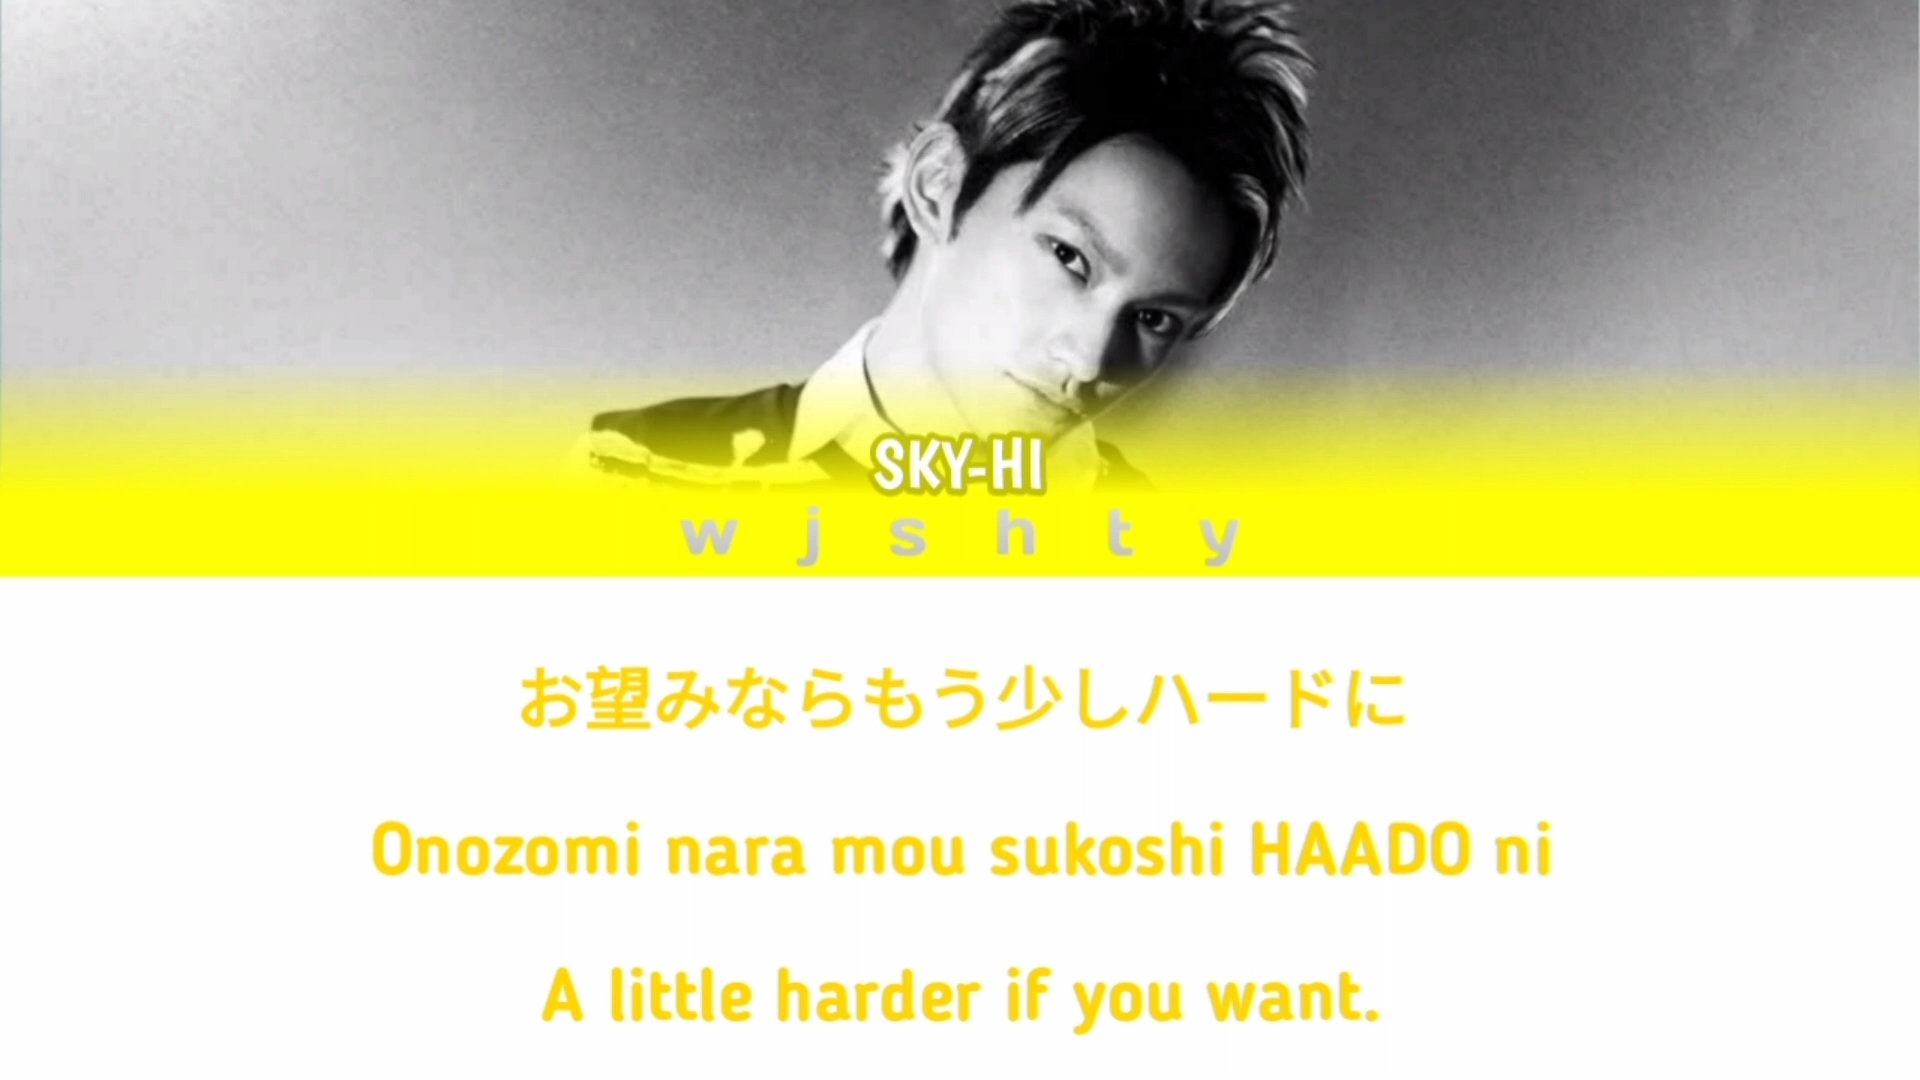 SKY-HI
w j s h t y
お望みならもう少しハードに
Onozomi nara mou sukoshi HAADO ni
A little harder if you want.